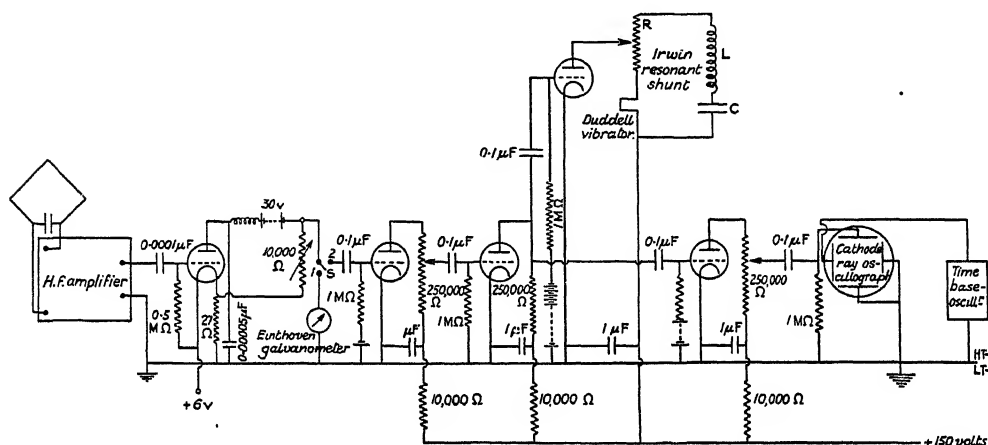 R
Irwin
resonant
shunt
L
C
Duddell
vibrator.
0·1μF
1MΩ
30v
0·0001μF
10,000
Ω
H.f. amplifier
0·5
MΩ
27
Ω
0·0005μF
1
2
S
Einthoven
galvanometer
+6v
0·1μF
1MΩ
250,000
Ω
μF
0·1μF
1MΩ
250,000
Ω
1μF
1μF
0·1μF
250,000
Ω
1μF
0·1μF
1MΩ
Cathode
ray os-
cillograph
Time
base-
oscillr
HT-
LT-
10,000 Ω
10,000 Ω
10,000 Ω
+150 volts